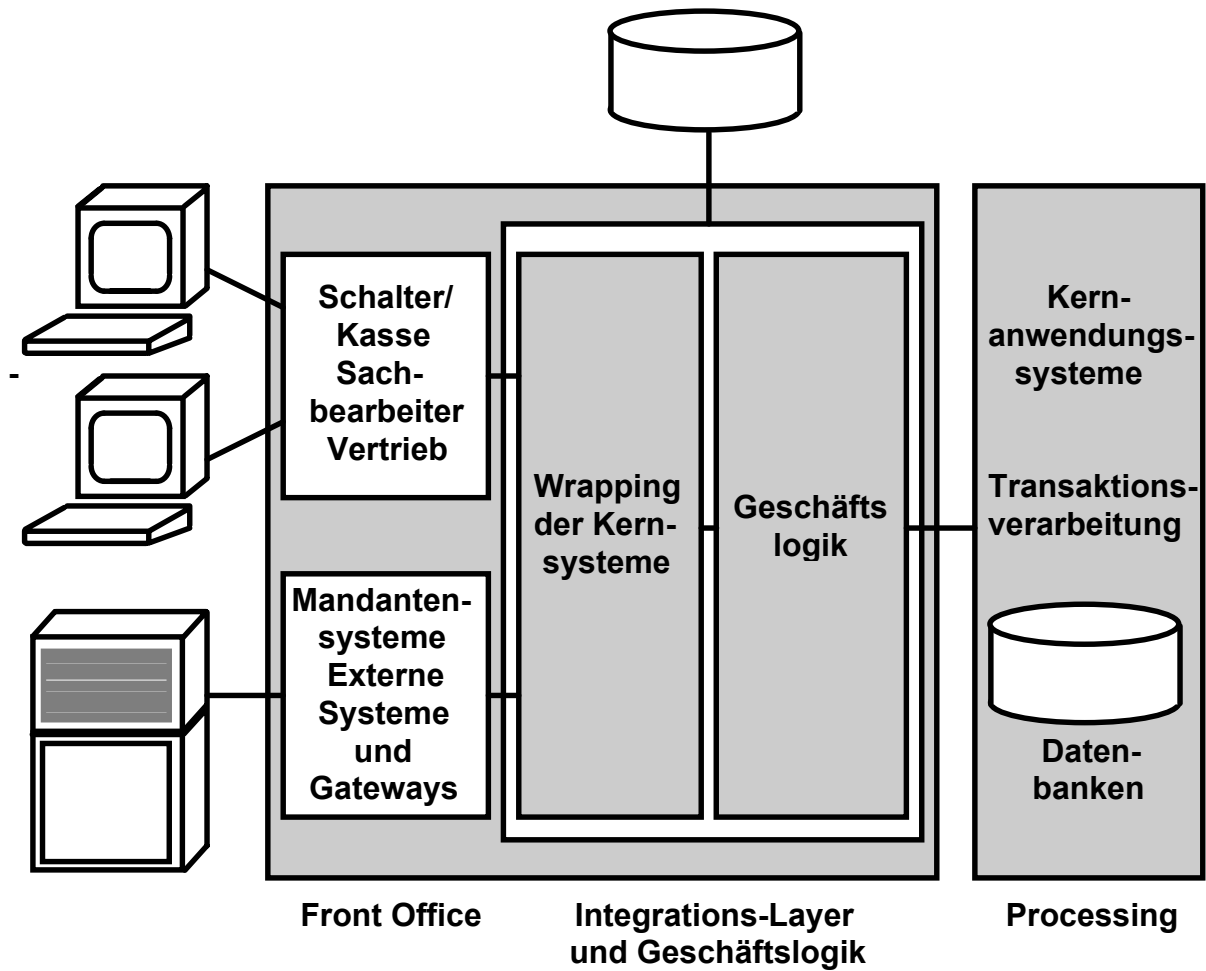 Schalter/
Kasse
Sach-
bearbeiter
Vertrieb
Mandanten-
systeme
Externe
Systeme
und
Gateways
Wrapping
der Kern-
systeme
Geschäfts
logik
Kern-
anwendungs-
systeme
Transaktions-
verarbeitung
Daten-
banken
-
Front Office
Integrations-Layer
und Geschäftslogik
Processing